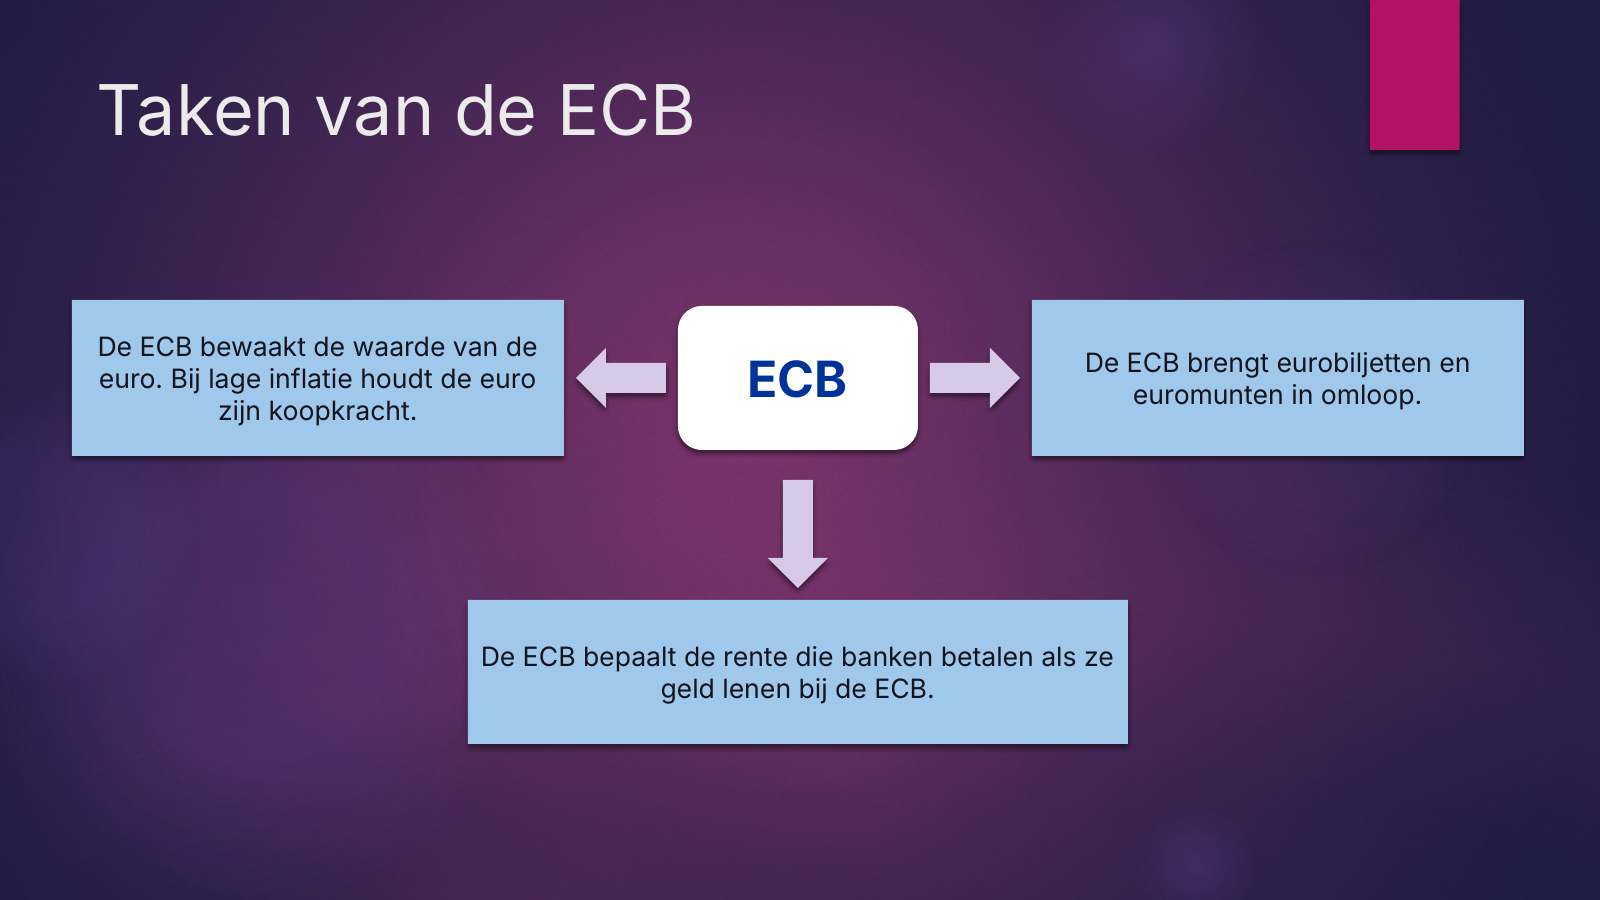 Taken van de ECB
De ECB bewaakt de waarde van de
euro. Bij lage inflatie houdt de euro
zijn koopkracht.
ECB
De ECB brengt eurobiljetten en
euromunten in omloop.
De ECB bepaalt de rente die banken betalen als ze
geld lenen bij de ECB.